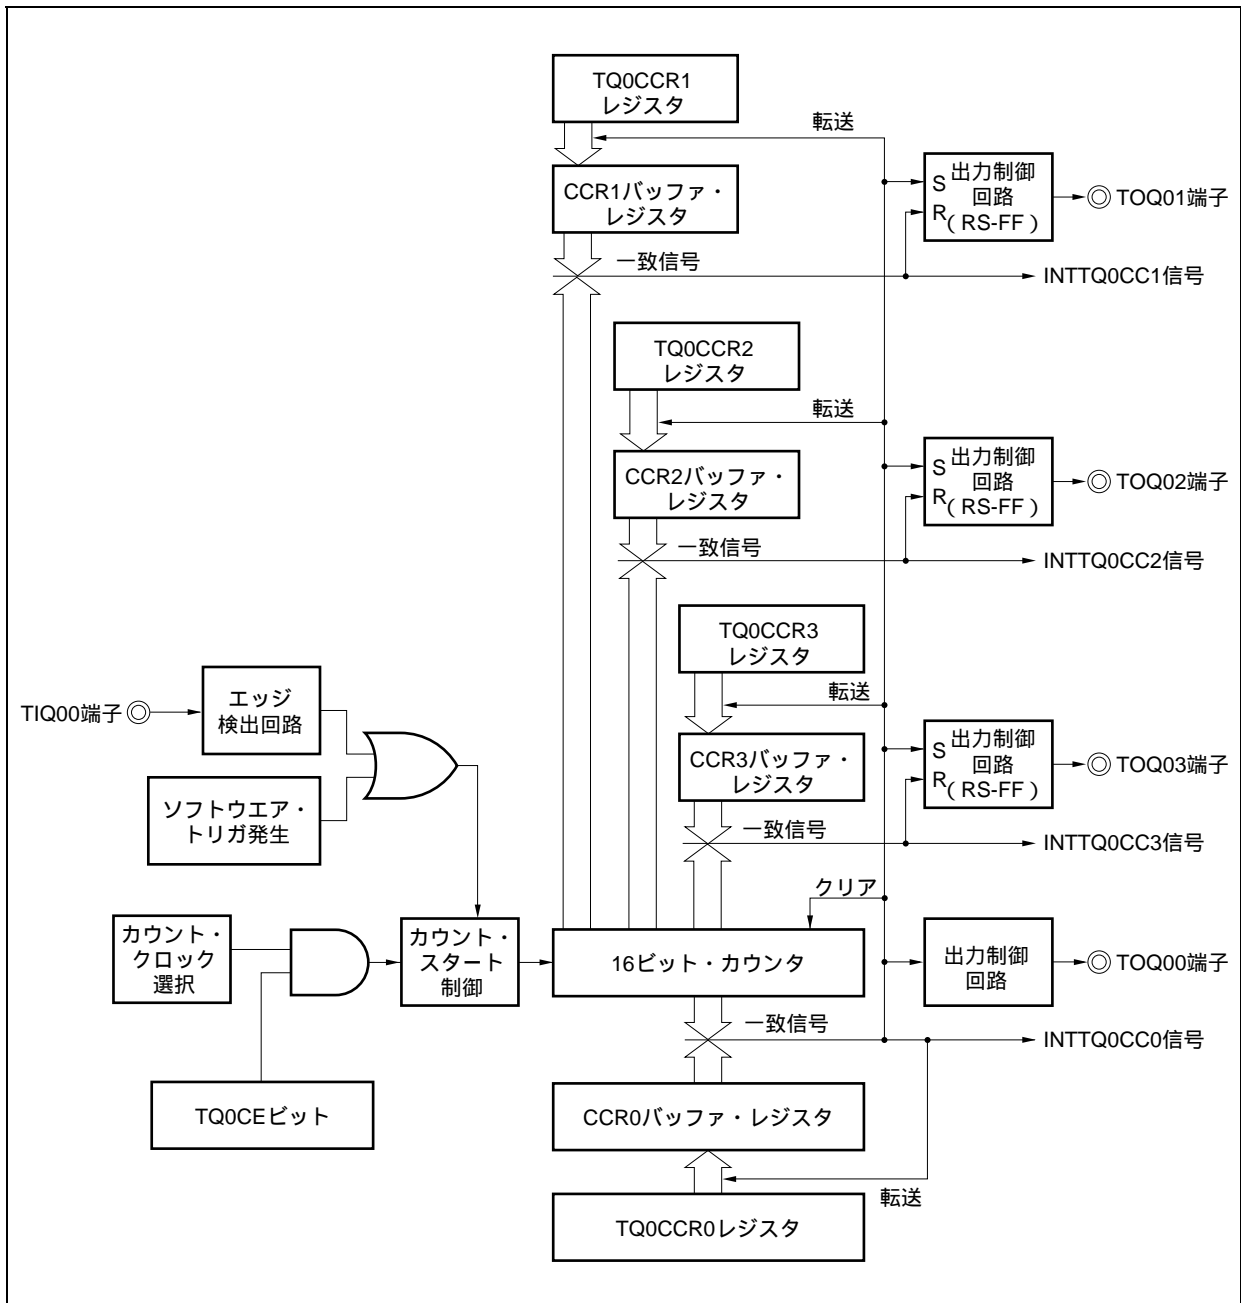 TQ0CCR1
レジスタ
転送
CCR1バッファ・
レジスタ
S 出力制御
回路
R（RS-FF）
TOQ01端子
一致信号
INTTQ0CC1信号
TQ0CCR2
レジスタ
転送
CCR2バッファ・
レジスタ
S 出力制御
回路
R（RS-FF）
TOQ02端子
一致信号
INTTQ0CC2信号
TQ0CCR3
レジスタ
転送
TIQ00端子
エッジ
検出回路
CCR3バッファ・
レジスタ
S 出力制御
回路
R（RS-FF）
TOQ03端子
ソフトウエア・
トリガ発生
一致信号
INTTQ0CC3信号
クリア
カウント・
クロック
選択
カウント・
スタート
制御
16ビット・カウンタ
出力制御
回路
TOQ00端子
一致信号
INTTQ0CC0信号
TQ0CEビット
CCR0バッファ・レジスタ
転送
TQ0CCR0レジスタ